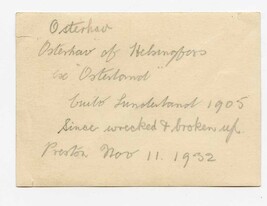 Osterhav
Osterhav of Helsingfors
ex "Osterland"
built Sunderland 1905
Since wrecked & broken up.
Preston Nov 11. 1932